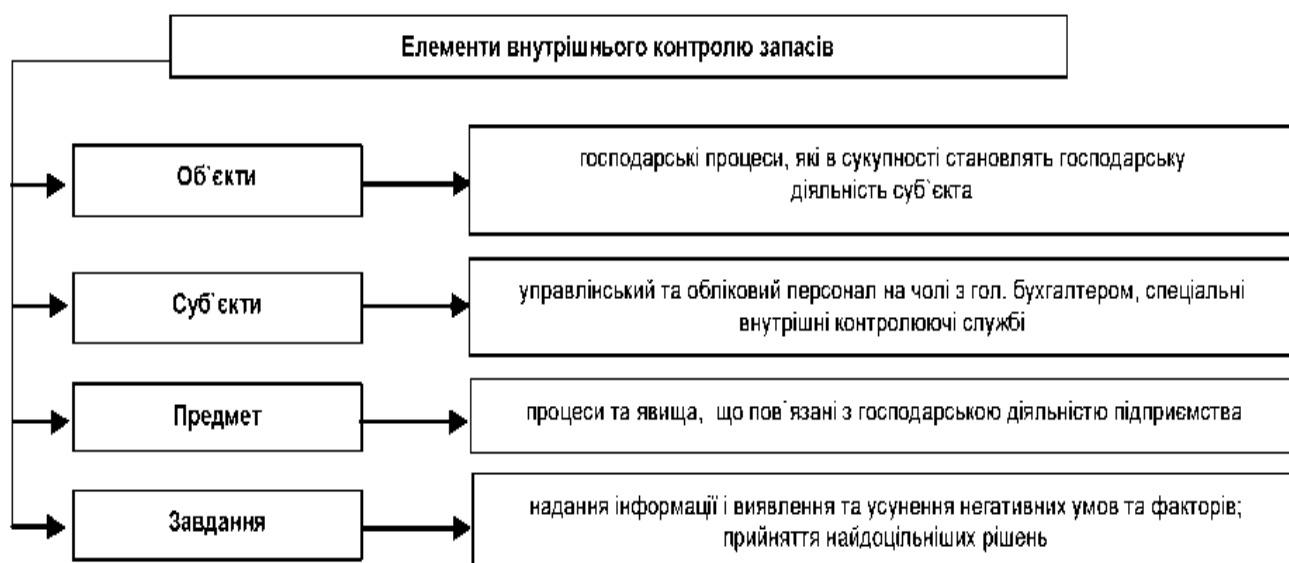 Елементи внутрішнього контролю запасів
Об`єкти
господарські процеси, які в сукупності становлять господарську
діяльність суб`єкта
Суб`єкти
управлінський та обліковий персонал на чолі з гол. бухгалтером, спеціальні
внутрішні контролюючі службі
Предмет
процеси та явища, що пов`язані з господарською діяльністю підприємства
Завдання
надання інформації і виявлення та усунення негативних умов та факторів;
прийняття найдоцільніших рішень